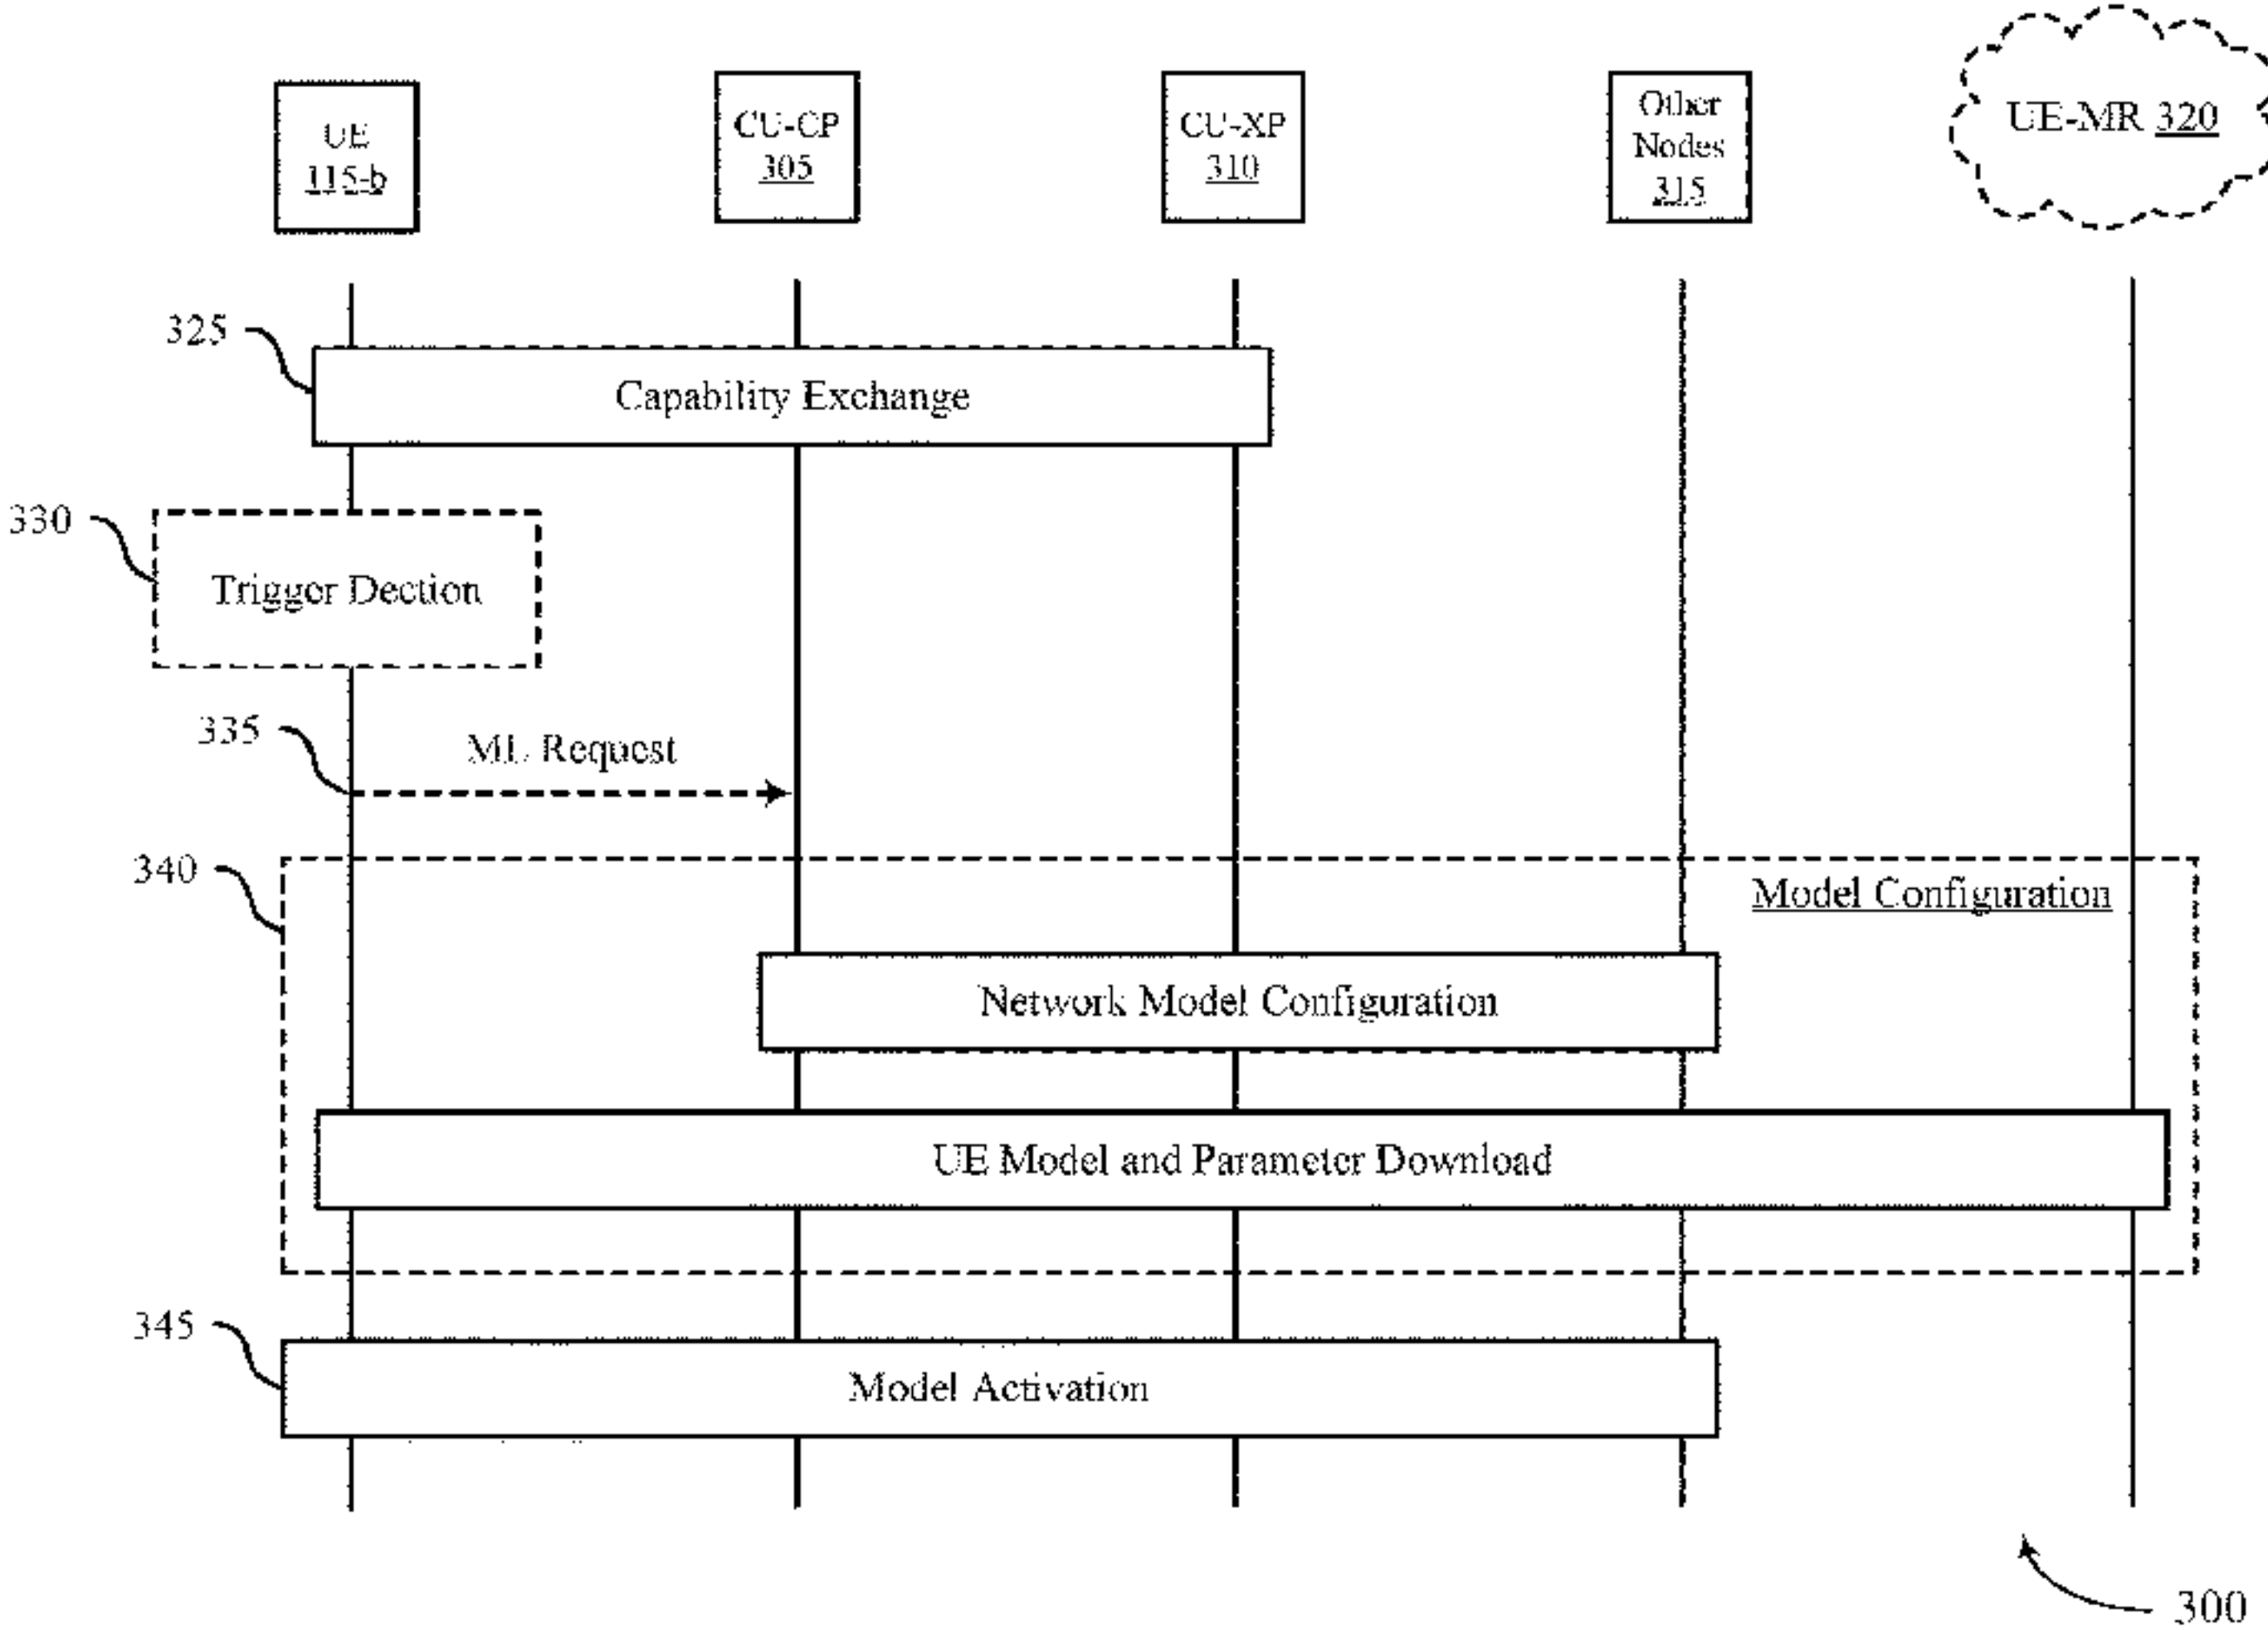 UE
115-b
CU-CP
305
CU-XP
310
Other
Nodes
315
UE-MR 320
325
Capability Exchange
330
Trigger Dection
335
ML Request
340
Model Configuration
Network Model Configuration
UE Model and Parameter Download
345
Model Activation
300